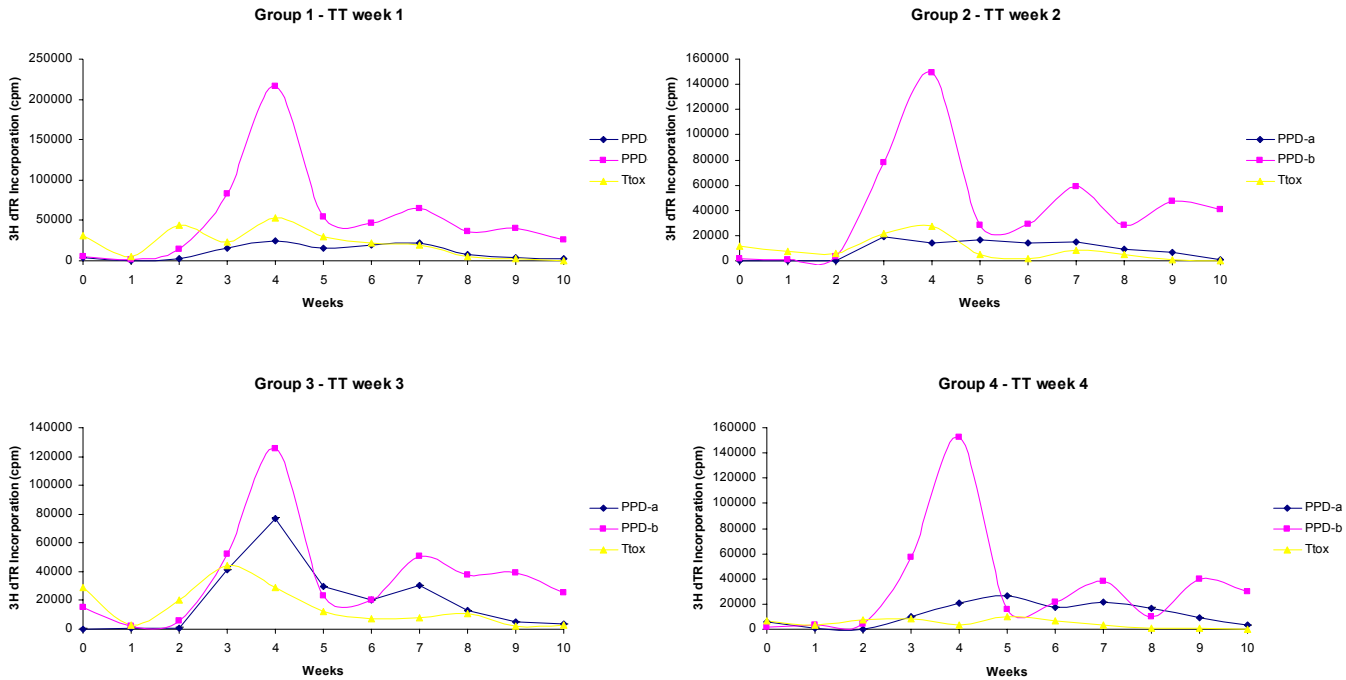 Group 1 - TT week 1
250000
200000
150000
100000
50000
0
3H dTR Incorporation (cpm)
0 1 2 3 4 5 6 7 8 9 10
Weeks
PPD
PPD
Ttox
Group 2 - TT week 2
160000
140000
120000
100000
80000
60000
40000
20000
0
3H dTR Incorporation (cpm)
0 1 2 3 4 5 6 7 8 9 10
Weeks
PPD-a
PPD-b
Ttox
Group 3 - TT week 3
140000
120000
100000
80000
60000
40000
20000
0
3H dTR Incorporation (cpm)
0 1 2 3 4 5 6 7 8 9 10
Weeks
PPD-a
PPD-b
Ttox
Group 4 - TT week 4
160000
140000
120000
100000
80000
60000
40000
20000
0
3H dTR Incorporation (cpm)
0 1 2 3 4 5 6 7 8 9 10
Weeks
PPD-a
PPD-b
Ttox